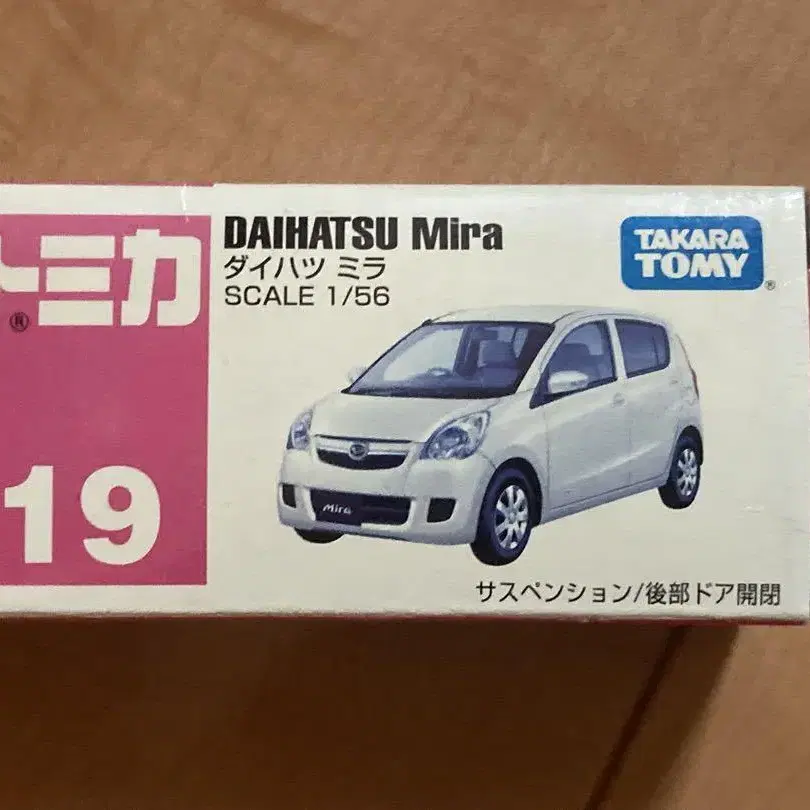 トミカ
®
19
DAIHATSU Mira
ダイハツ ミラ
SCALE 1/56
TAKARA
TOMY
®
Mira
サスペンション/後部ドア開閉